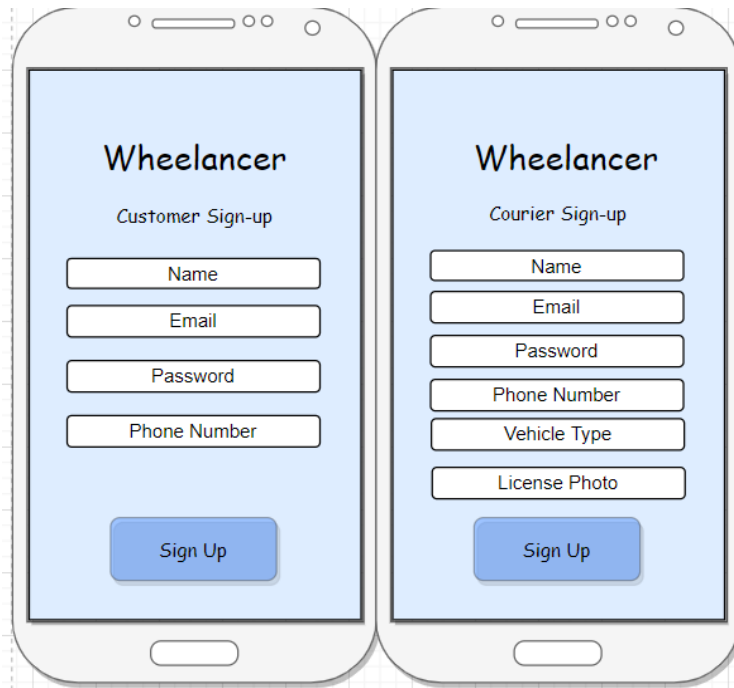 Wheelancer
Customer Sign-up
Name
Email
Password
Phone Number
Sign Up
Wheelancer
Courier Sign-up
Name
Email
Password
Phone Number
Vehicle Type
License Photo
Sign Up